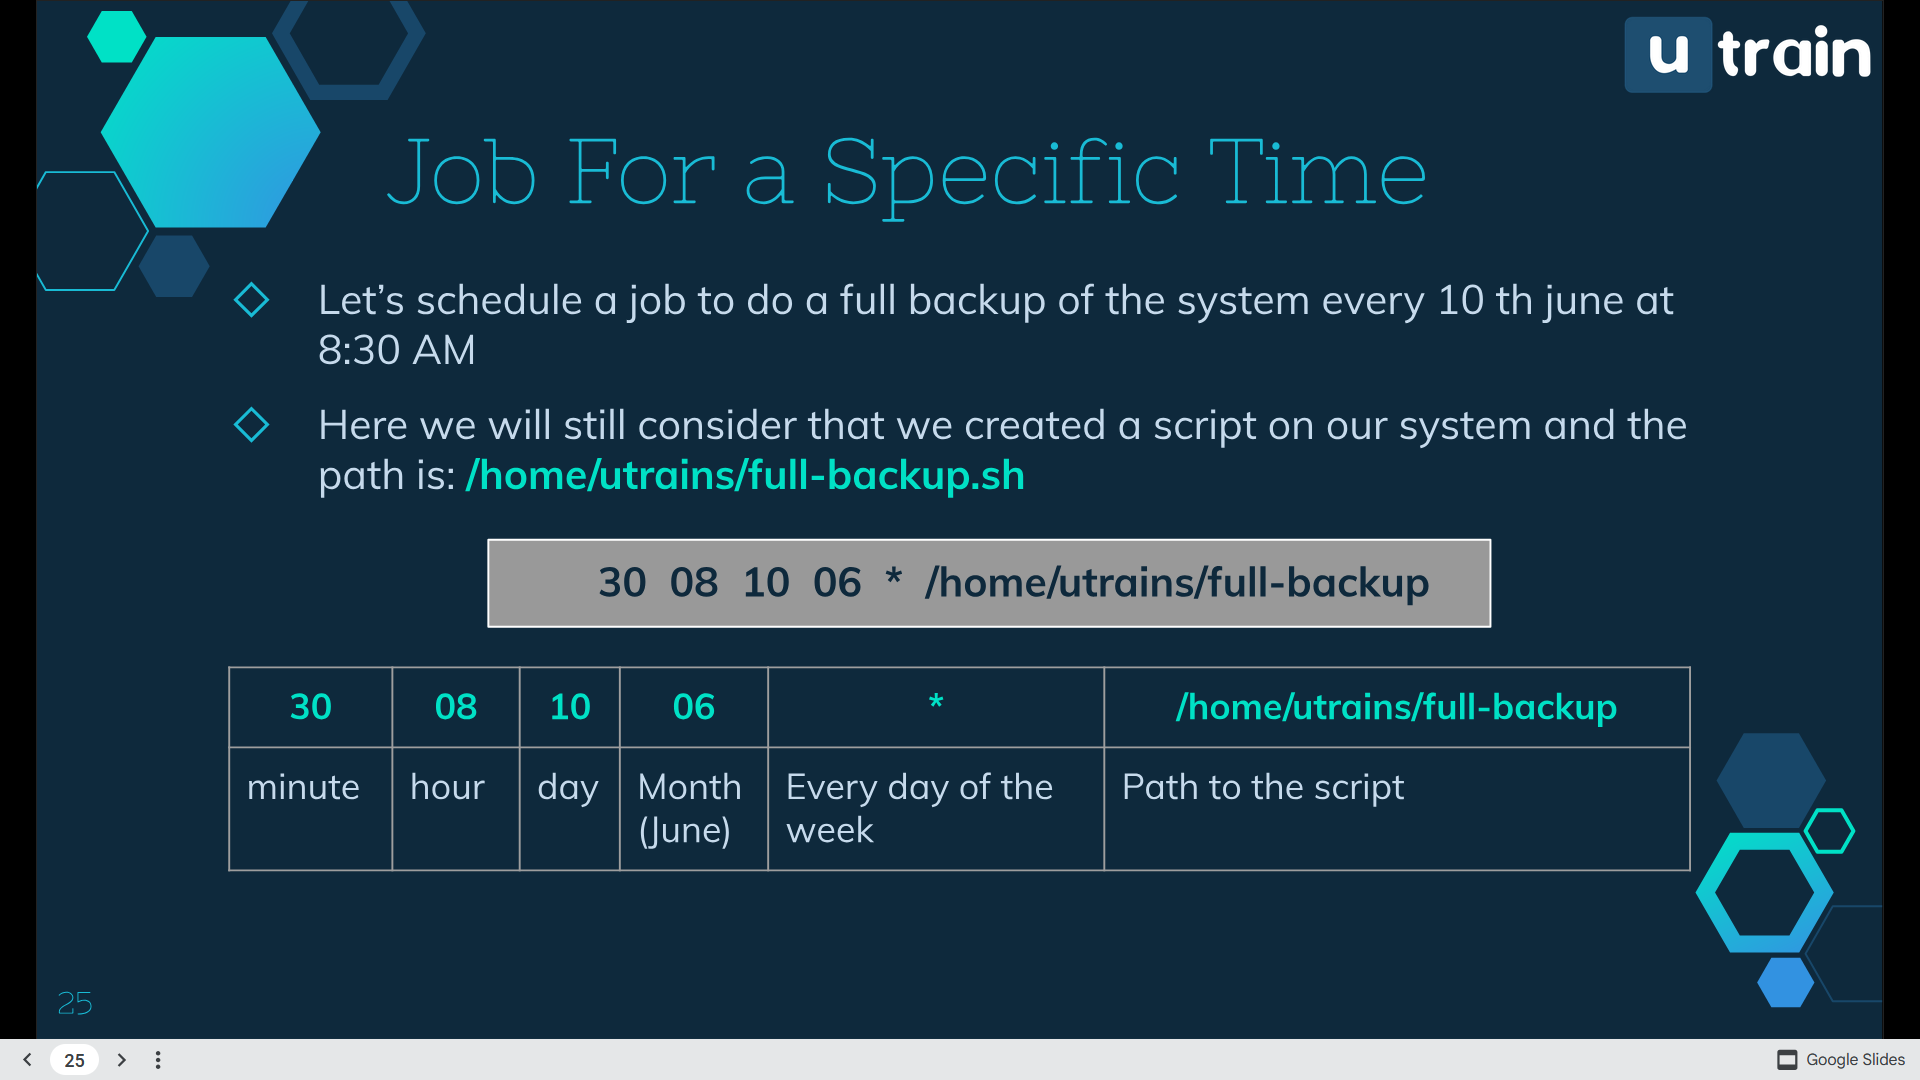 u train
Job For a Specific Time
Let’s schedule a job to do a full backup of the system every 10 th june at
8:30 AM
Here we will still consider that we created a script on our system and the
path is: /home/utrains/full-backup.sh
30 08 10 06 * /home/utrains/full-backup
30 08 10 06 * /home/utrains/full-backup
minute hour day Month Every day of the Path to the script
(June) week
25
25 Google Slides